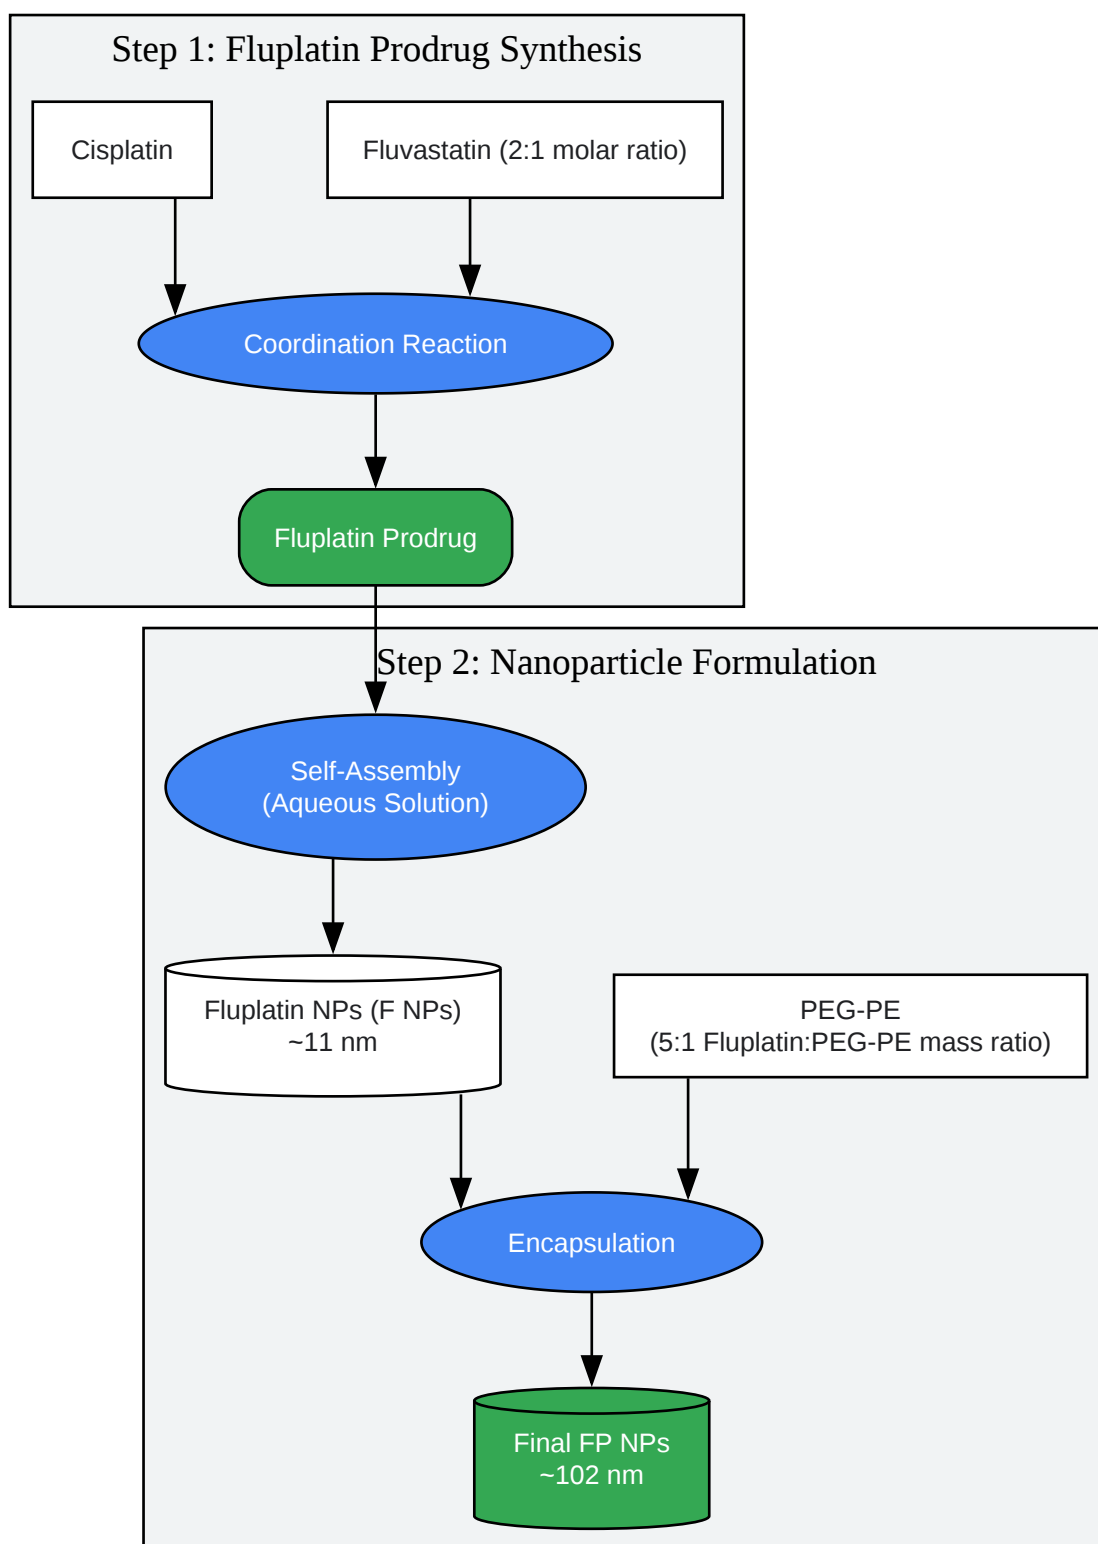 Step 1: Fluplatin Prodrug Synthesis
Cisplatin
Fluvastatin (2:1 molar ratio)
Coordination Reaction
Fluplatin Prodrug
Step 2: Nanoparticle Formulation
Self-Assembly
(Aqueous Solution)
Fluplatin NPs (F NPs)
~11 nm
PEG-PE
(5:1 Fluplatin:PEG-PE mass ratio)
Encapsulation
Final FP NPs
~102 nm